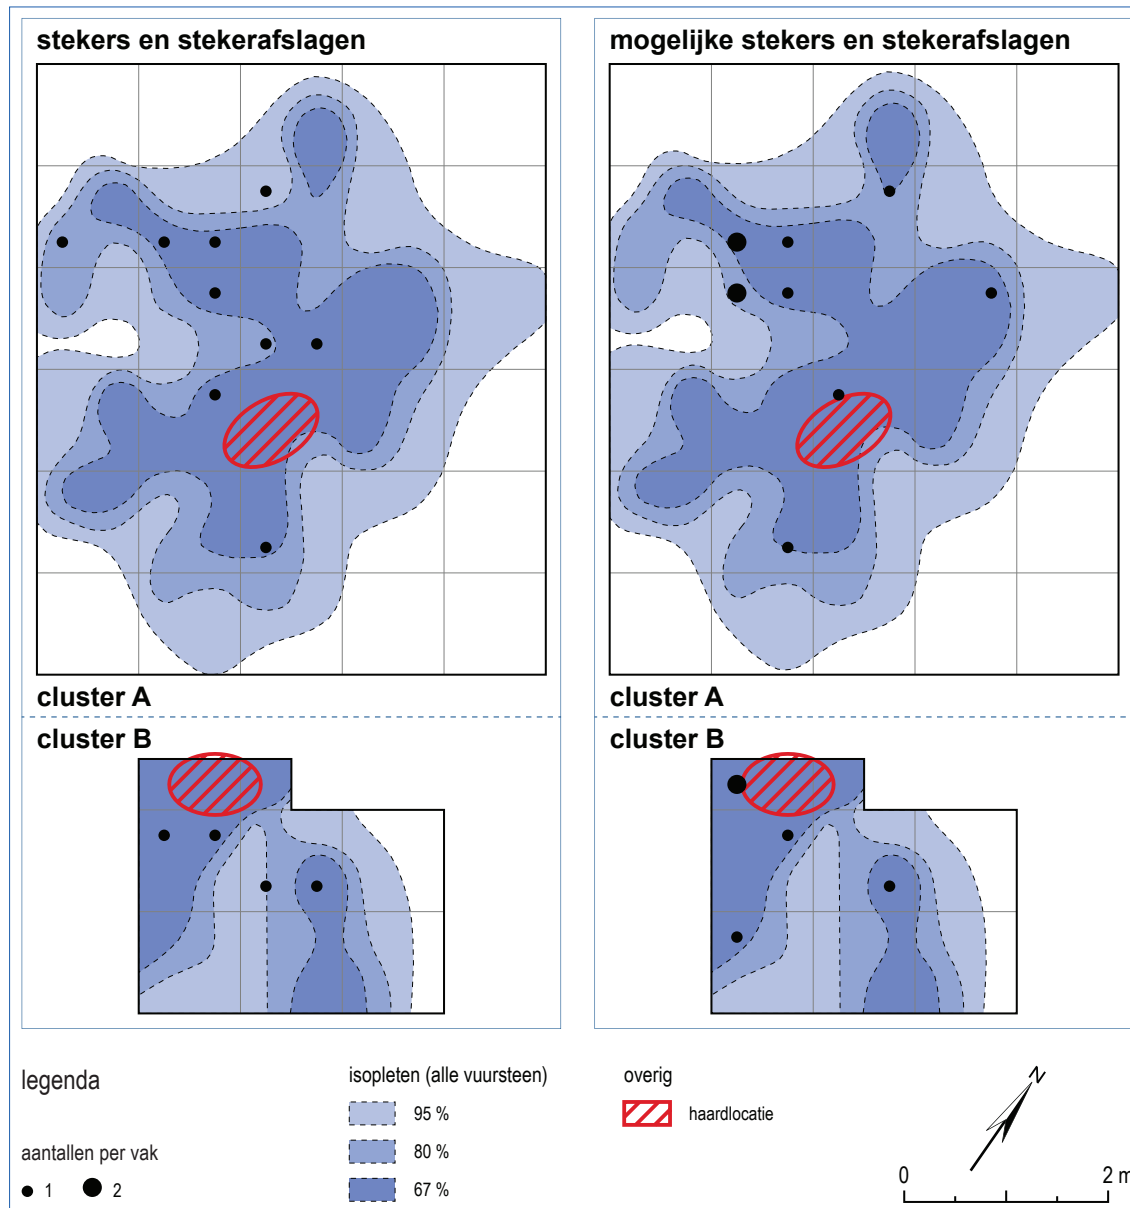 stekers en stekerafslagen
mogelijke stekers en stekerafslagen
cluster A
cluster A
cluster B
cluster B
legenda
aantallen per vak
1 2
isopleten (alle vuursteen)
95 %
80 %
67 %
overig
haardlocatie
N
0 2 m